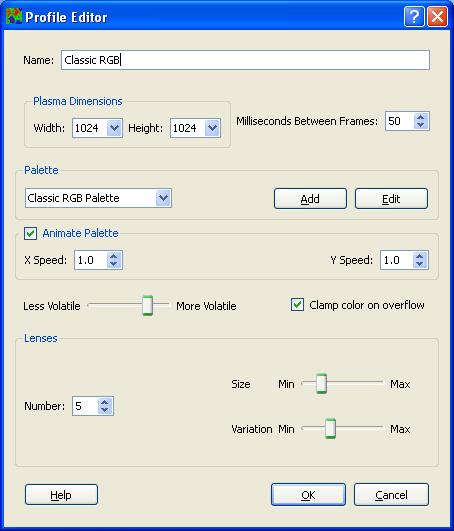 Profile Editor
Name: Classic RGB
Plasma Dimensions
Width: 1024 Height: 1024 Milliseconds Between Frames: 50
Palette
Classic RGB Palette Add Edit
Animate Palette
X Speed: 1.0 Y Speed: 1.0
Less Volatile More Volatile Clamp color on overflow
Lenses
Size Min Max
Number: 5
Variation Min Max
Help OK Cancel